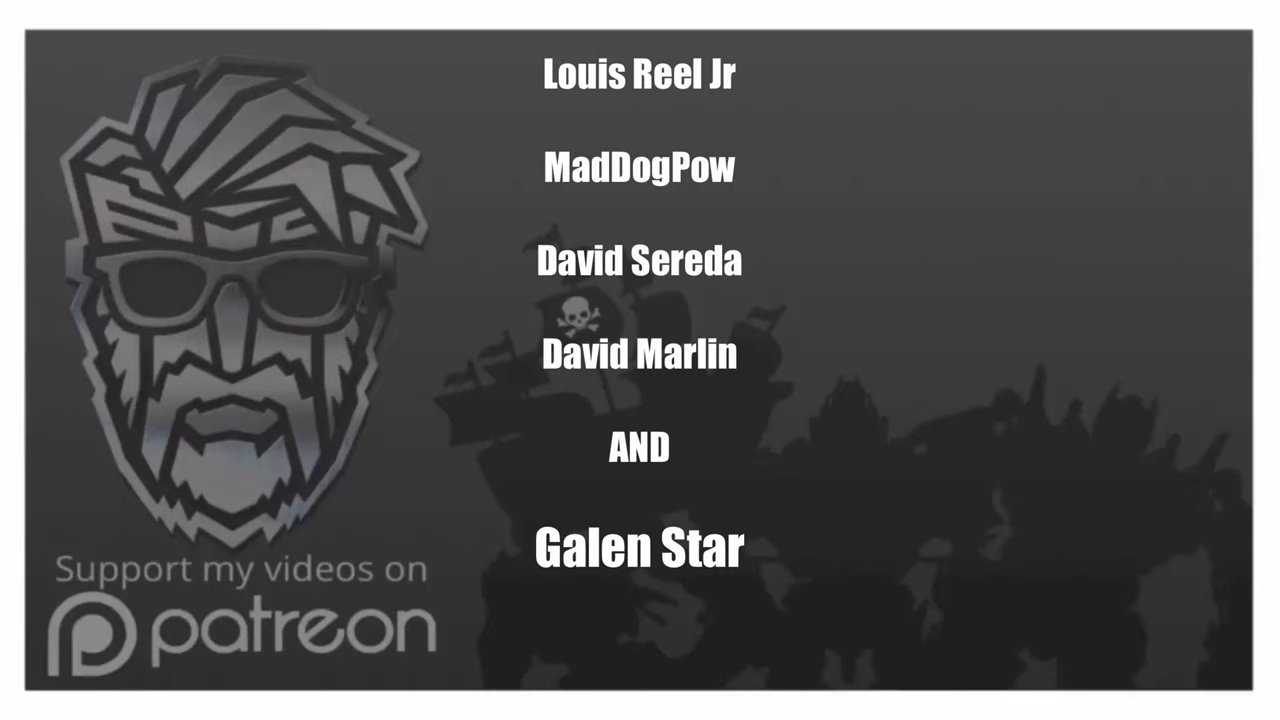 Louis Reel Jr
MadDogPow
David Sereda
David Marlin
AND
Galen Star
Support my videos on
patreon